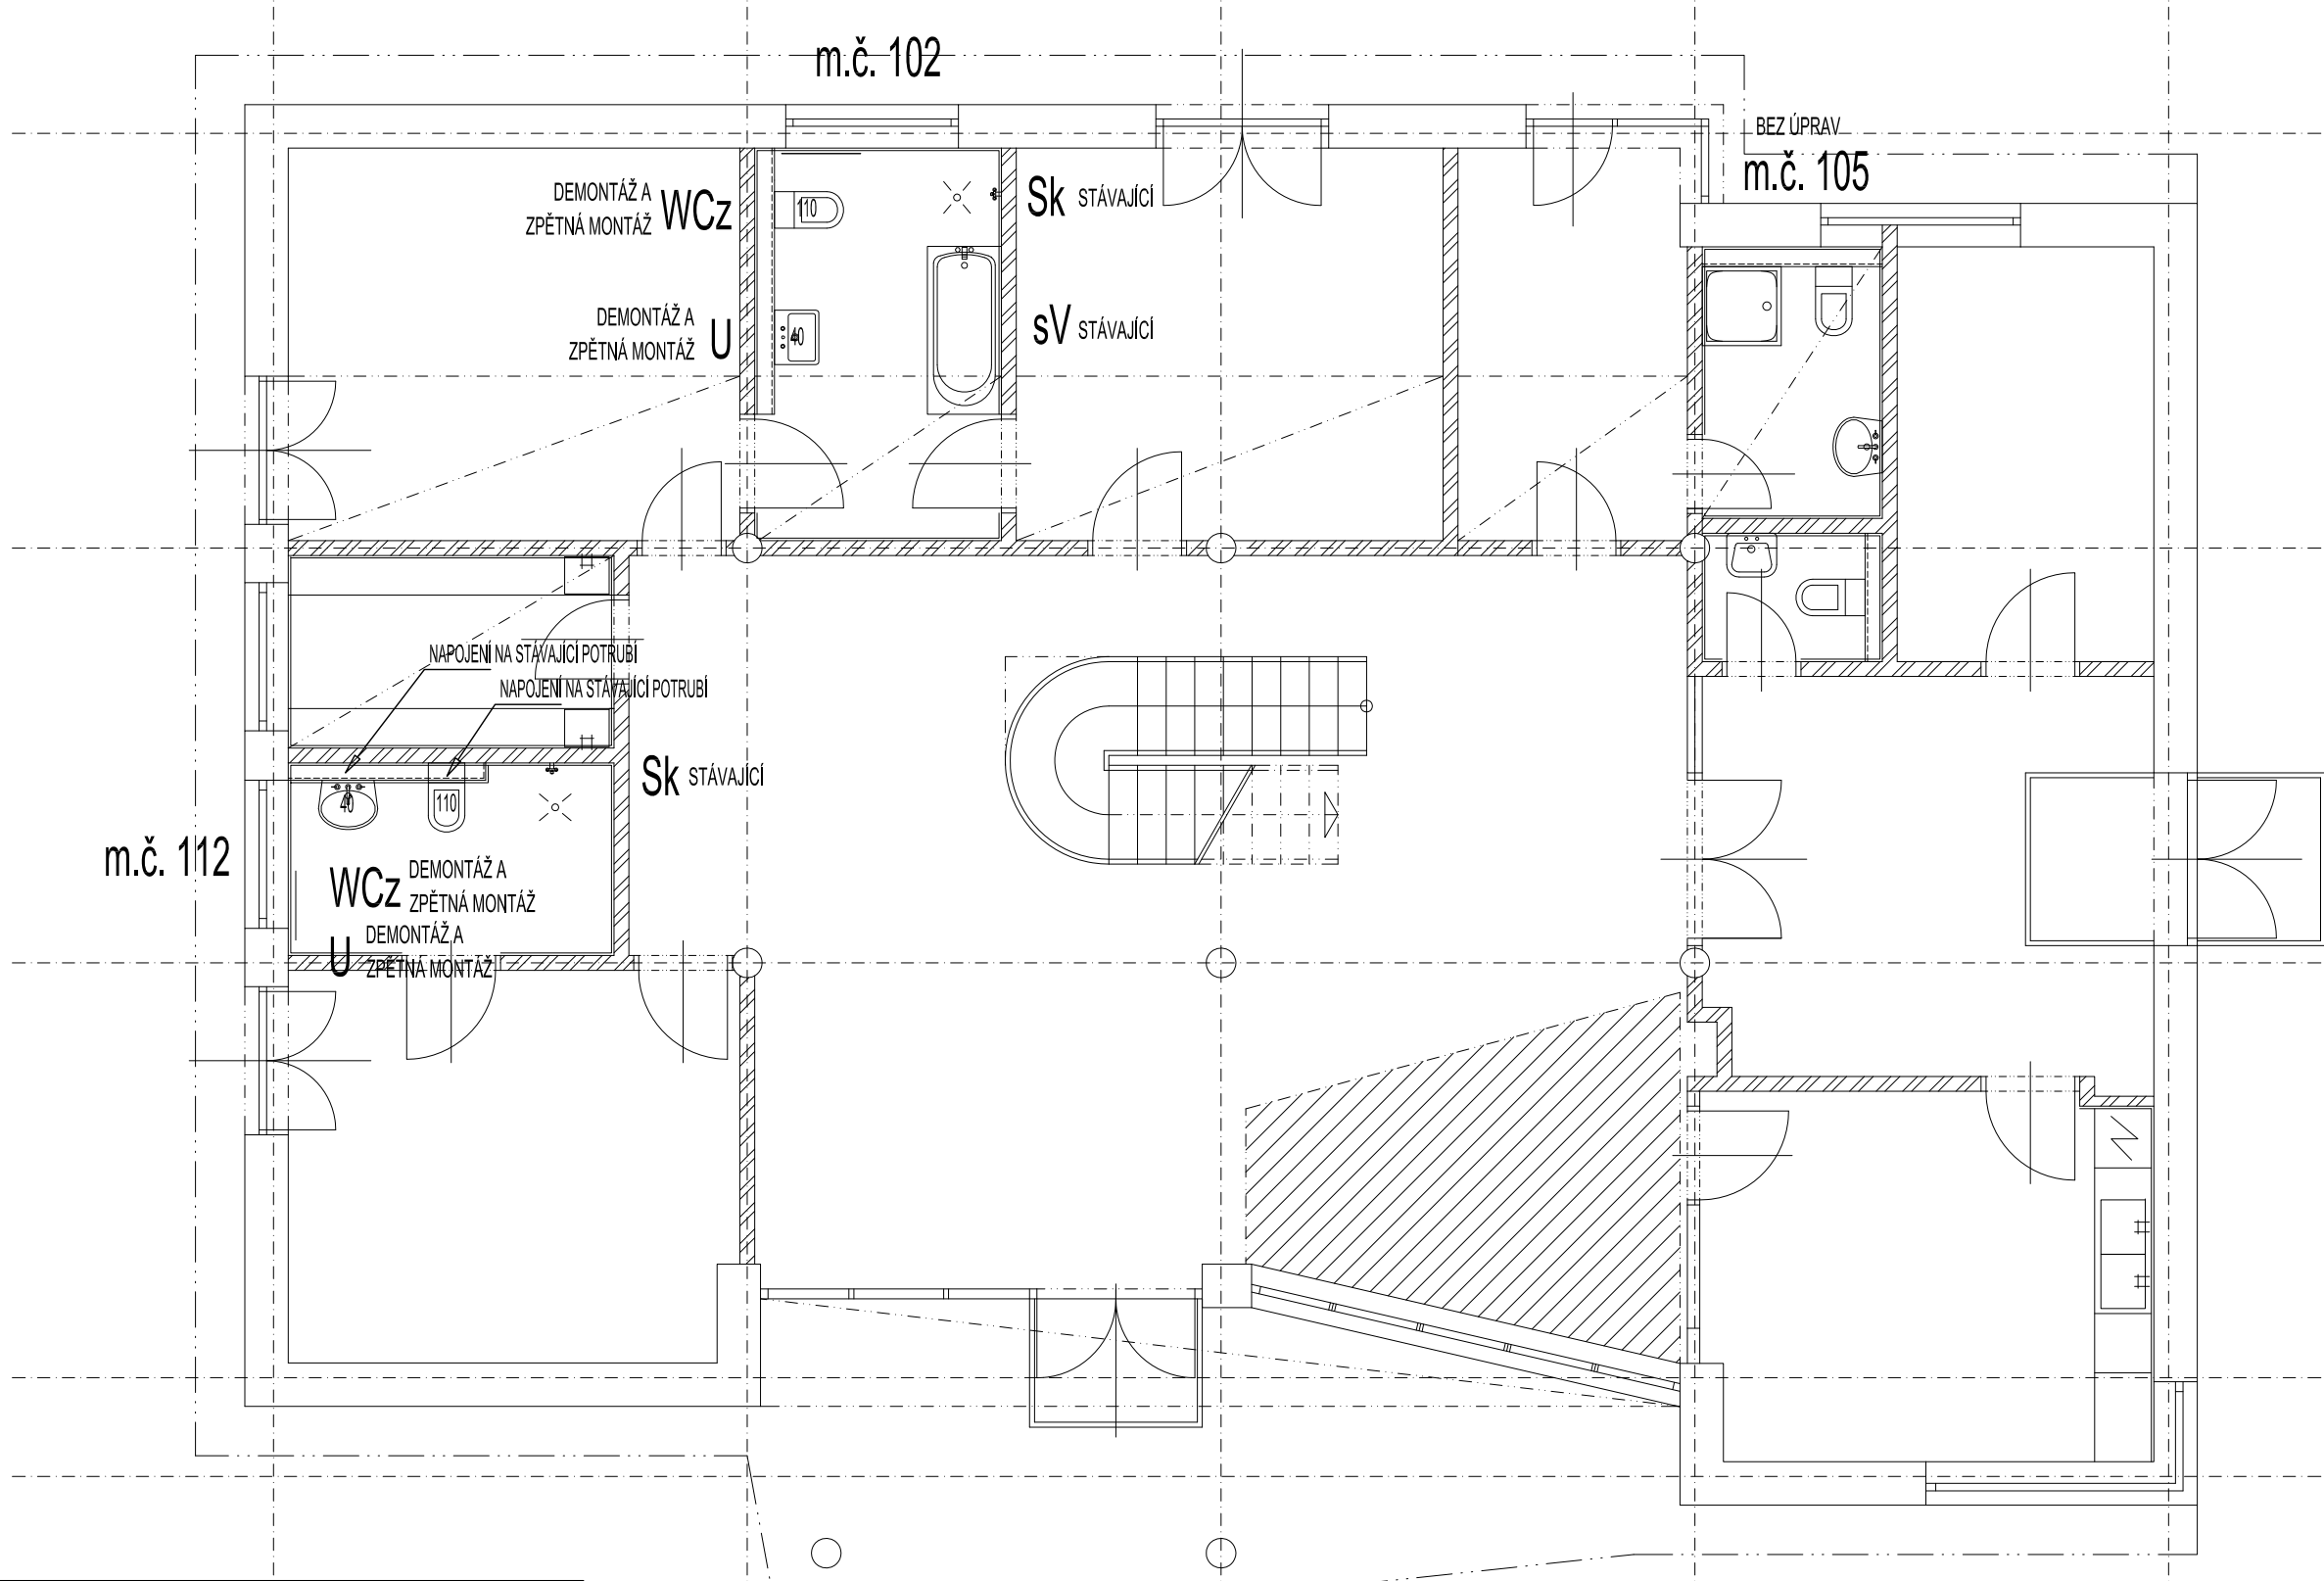 m.č. 102
BEZ ÚPRAV
m.č. 105
DEMONTÁŽ A
ZPĚTNÁ MONTÁŽ
WCz
110
Sk STÁVAJÍCÍ
DEMONTÁŽ A
ZPĚTNÁ MONTÁŽ
U
40
sV STÁVAJÍCÍ
NAPOJENÍ NA STÁVAJÍCÍ POTRUBÍ
NAPOJENÍ NA STÁVAJÍCÍ POTRUBÍ
Sk STÁVAJÍCÍ
40
110
m.č. 112
WCz
DEMONTÁŽ A
ZPĚTNÁ MONTÁŽ
U
DEMONTÁŽ A
ZPĚTNÁ MONTÁŽ